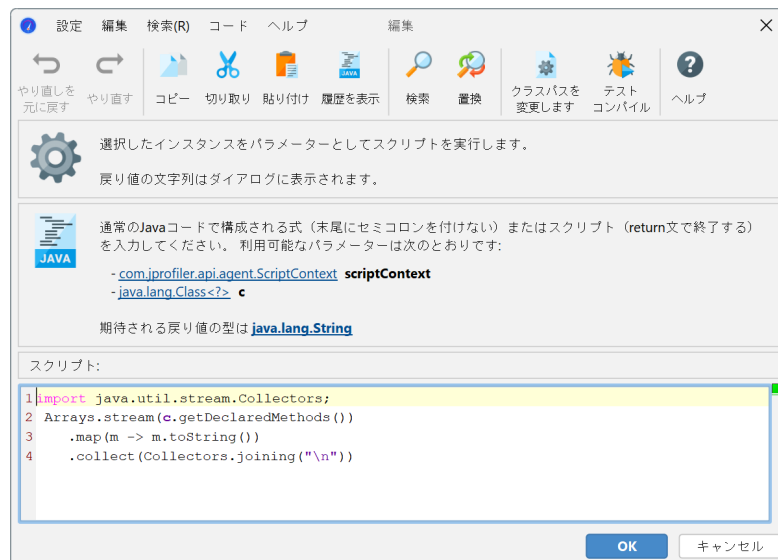 設定 編集 検索(R) コード ヘルプ 編集
やり直しを元に戻す やり直す コピー 切り取り 貼り付け 履歴を表示 検索 置換 クラスパスを変更します テストコンパイル ヘルプ
JAVA
選択したインスタンスをパラメーターとしてスクリプトを実行します。
戻り値の文字列はダイアログに表示されます。
通常のJavaコードで構成される式（末尾にセミコロンを付けない）またはスクリプト（return文で終了する）
を入力してください。 利用可能なパラメーターは次のとおりです:
JAVA
- com.jprofiler.api.agent.ScriptContext scriptContext
- java.lang.Class<?> c
期待される戻り値の型は java.lang.String
スクリプト:
1 import java.util.stream.Collectors;
2 Arrays.stream(c.getDeclaredMethods())
3 .map(m -> m.toString())
4 .collect(Collectors.joining("\n"))
OK キャンセル